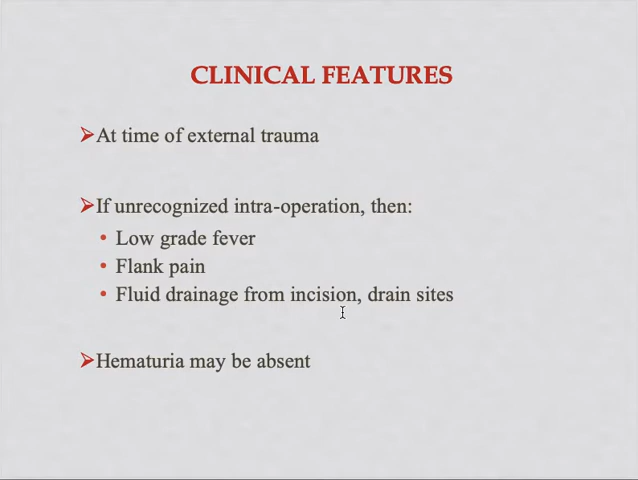 CLINICAL FEATURES
➢At time of external trauma
➢If unrecognized intra-operation, then:
• Low grade fever
• Flank pain
• Fluid drainage from incision, drain sites
➢Hematuria may be absent